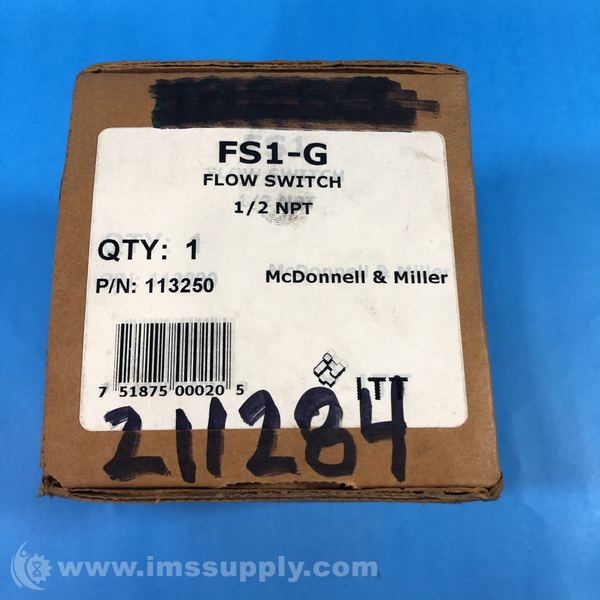 FS1-G
FLOW SWITCH
1/2 NPT
QTY: 1
P/N: 113250
McDonnell & Miller
7 51875 00020 5
ITT
211284
www.imssupply.com